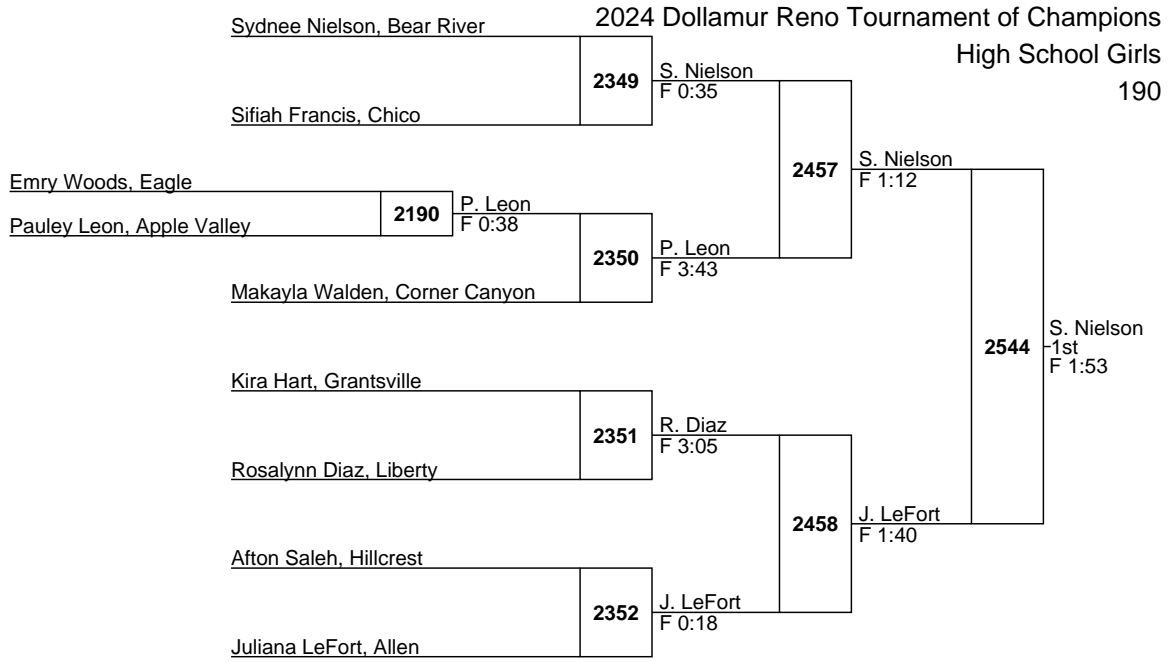 2024 Dollamur Reno Tournament of Champions
High School Girls
190
Sydnee Nielson, Bear River
2349
S. Nielson
F 0:35
Sifiah Francis, Chico
2457
S. Nielson
F 1:12
Emry Woods, Eagle
2190
P. Leon
F 0:38
Pauley Leon, Apple Valley
2350
P. Leon
F 3:43
Makayla Walden, Corner Canyon
2544
S. Nielson
1st
F 1:53
Kira Hart, Grantsville
2351
R. Diaz
F 3:05
Rosalynn Diaz, Liberty
2458
J. LeFort
F 1:40
Afton Saleh, Hillcrest
2352
J. LeFort
F 0:18
Juliana LeFort, Allen